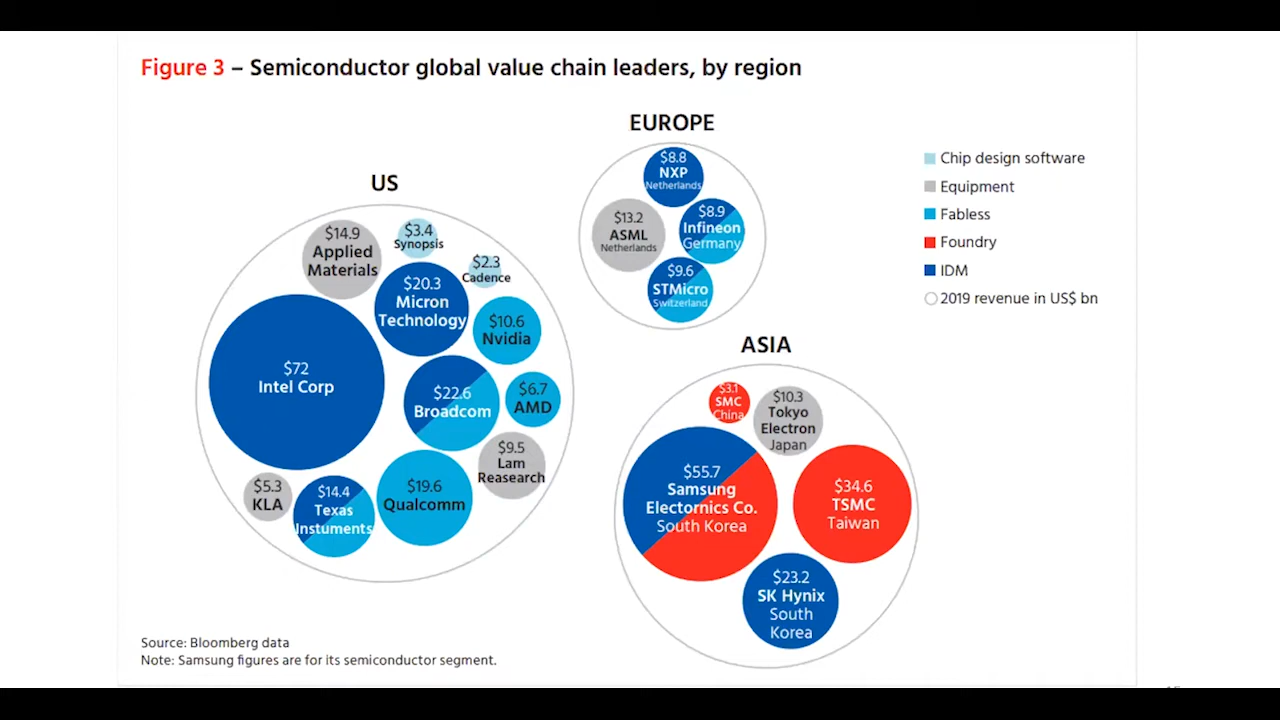 Figure 3 – Semiconductor global value chain leaders, by region
EUROPE
US
$8.8
NXP
Netherlands
$13.2
ASML
Netherlands
$8.9
Infineon
Germany
$9.6
STMicro
Switzerland
Chip design software
Equipment
Fabless
Foundry
IDM
2019 revenue in US$ bn
$14.9
Applied
Materials
$3.4
Synopsis
$2.3
Cadence
$20.3
Micron
Technology
$10.6
Nvidia
$72
Intel Corp
$22.6
Broadcom
$6.7
AMD
$9.5
Lam
Reasearch
$5.3
KLA
$14.4
Texas
Instuments
$19.6
Qualcomm
ASIA
$3.1
SMC
China
$10.3
Tokyo
Electron
Japan
$55.7
Samsung
Electornics Co.
South Korea
$34.6
TSMC
Taiwan
$23.2
SK Hynix
South
Korea
Source: Bloomberg data
Note: Samsung figures are for its semiconductor segment.